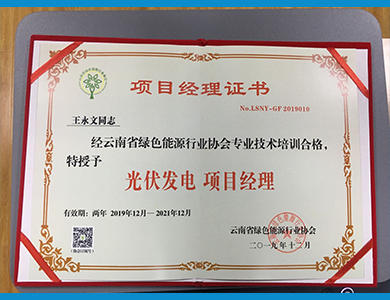 项目经理证书
No.LSNY-GF 2019010
王永文同志
经云南省绿色能源行业协会专业技术培训合格，
特授予
光伏发电 项目经理
有效期：两年 2019年12月—2021年12月
云南省绿色能源行业协会
二〇一九年十二月